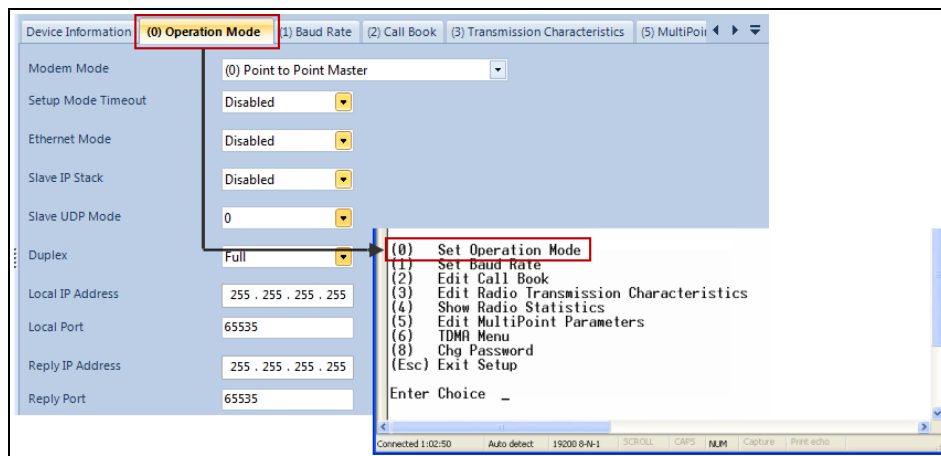 Device Information (0) Operation Mode (1) Baud Rate (2) Call Book (3) Transmission Characteristics (5) MultiPoi
Modem Mode (0) Point to Point Master
Setup Mode Timeout Disabled
Ethernet Mode Disabled
Slave IP Stack Disabled
Slave UDP Mode 0
Duplex Full
Local IP Address 255 . 255 . 255 . 255
Local Port 65535
Reply IP Address 255 . 255 . 255 . 255
Reply Port 65535
(0) Set Operation Mode
(1) Set Baud Rate
(2) Edit Call Book
(3) Edit Radio Transmission Characteristics
(4) Show Radio Statistics
(5) Edit MultiPoint Parameters
(6) TDMA Menu
(8) Chg Password
(Esc) Exit Setup
Enter Choice _
Connected 1:02:50 Auto detect 19200 8-N-1 SCROLL CAPS NUM Capture Print echo